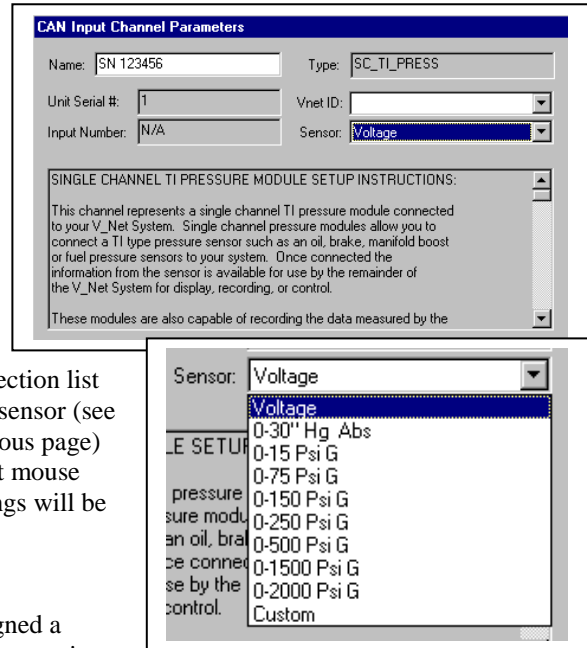 CAN Input Channel Parameters
Name: SN 123456
Type: SC_TI_PRESS
Unit Serial #: 1
Vnet ID:
Input Number: N/A
Sensor: Voltage
SINGLE CHANNEL TI PRESSURE MODULE SETUP INSTRUCTIONS:
This channel represents a single channel TI pressure module connected
to your V_Net System. Single channel pressure modules allow you to
connect a TI type pressure sensor such as an oil, brake, manifold boost
or fuel pressure sensors to your system. Once connected the
information from the sensor is available for use by the remainder of
the V_Net System for display, recording, or control.
These modules are also capable of recording the data measured by the
ection list
sensor (see
ous page)
t mouse
ngs will be
gned a
Sensor: Voltage
Voltage
0-30" Hg Abs
0-15 Psi G
0-75 Psi G
0-150 Psi G
0-250 Psi G
0-500 Psi G
0-1500 Psi G
0-2000 Psi G
Custom
LE SETU
pressure
sure modu
an oil, bral
ce connec
se by the
control.